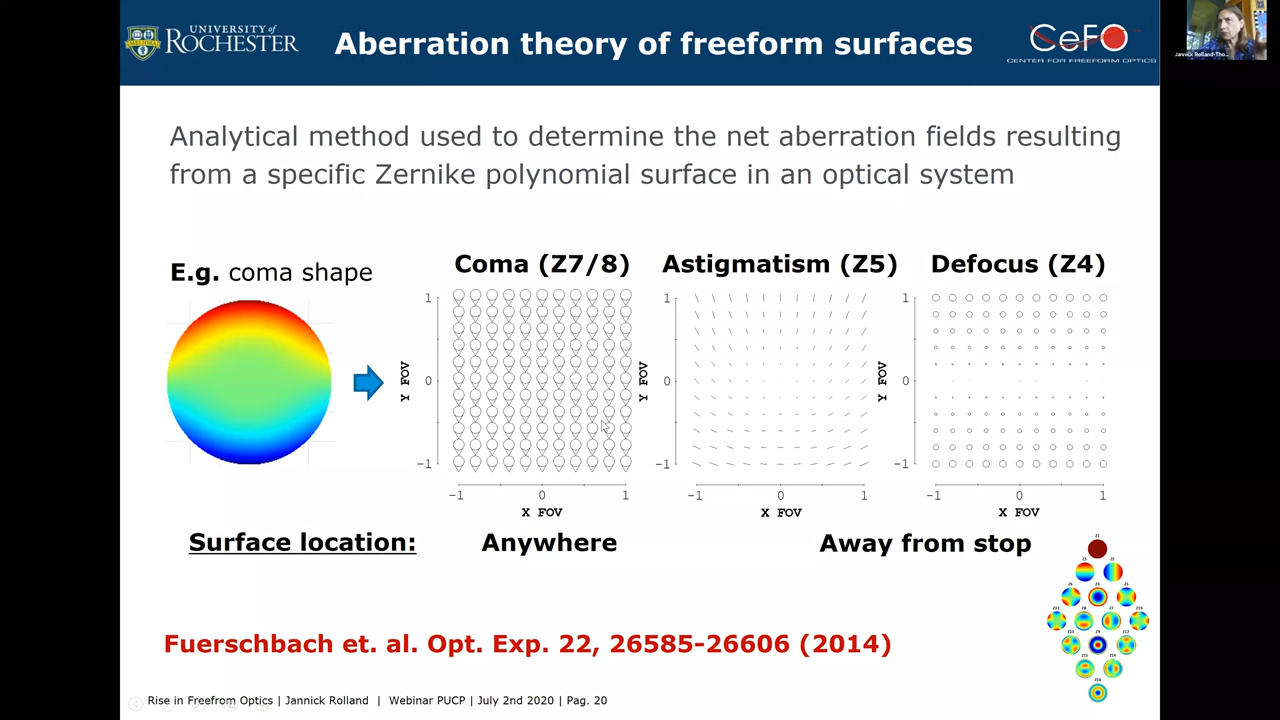 UNIVERSITY of
ROCHESTER
MELIORA
Aberration theory of freeform surfaces
CeFO
CENTER FOR FREEFORM OPTICS
Jannick Rolland-Tho...
Analytical method used to determine the net aberration fields resulting
from a specific Zernike polynomial surface in an optical system
E.g. coma shape
Coma (Z7/8)
Astigmatism (Z5)
Defocus (Z4)
1
0
-1
Y FOV
-1 0 1
X FOV
1
0
-1
Y FOV
-1 0 1
X FOV
1
0
-1
Y FOV
-1 0 1
X FOV
Surface location:
Anywhere
Away from stop
Fuerschbach et. al. Opt. Exp. 22, 26585-26606 (2014)
Rise in Freefrom Optics | Jannick Rolland | Webinar PUCP | July 2nd 2020 | Pag. 20